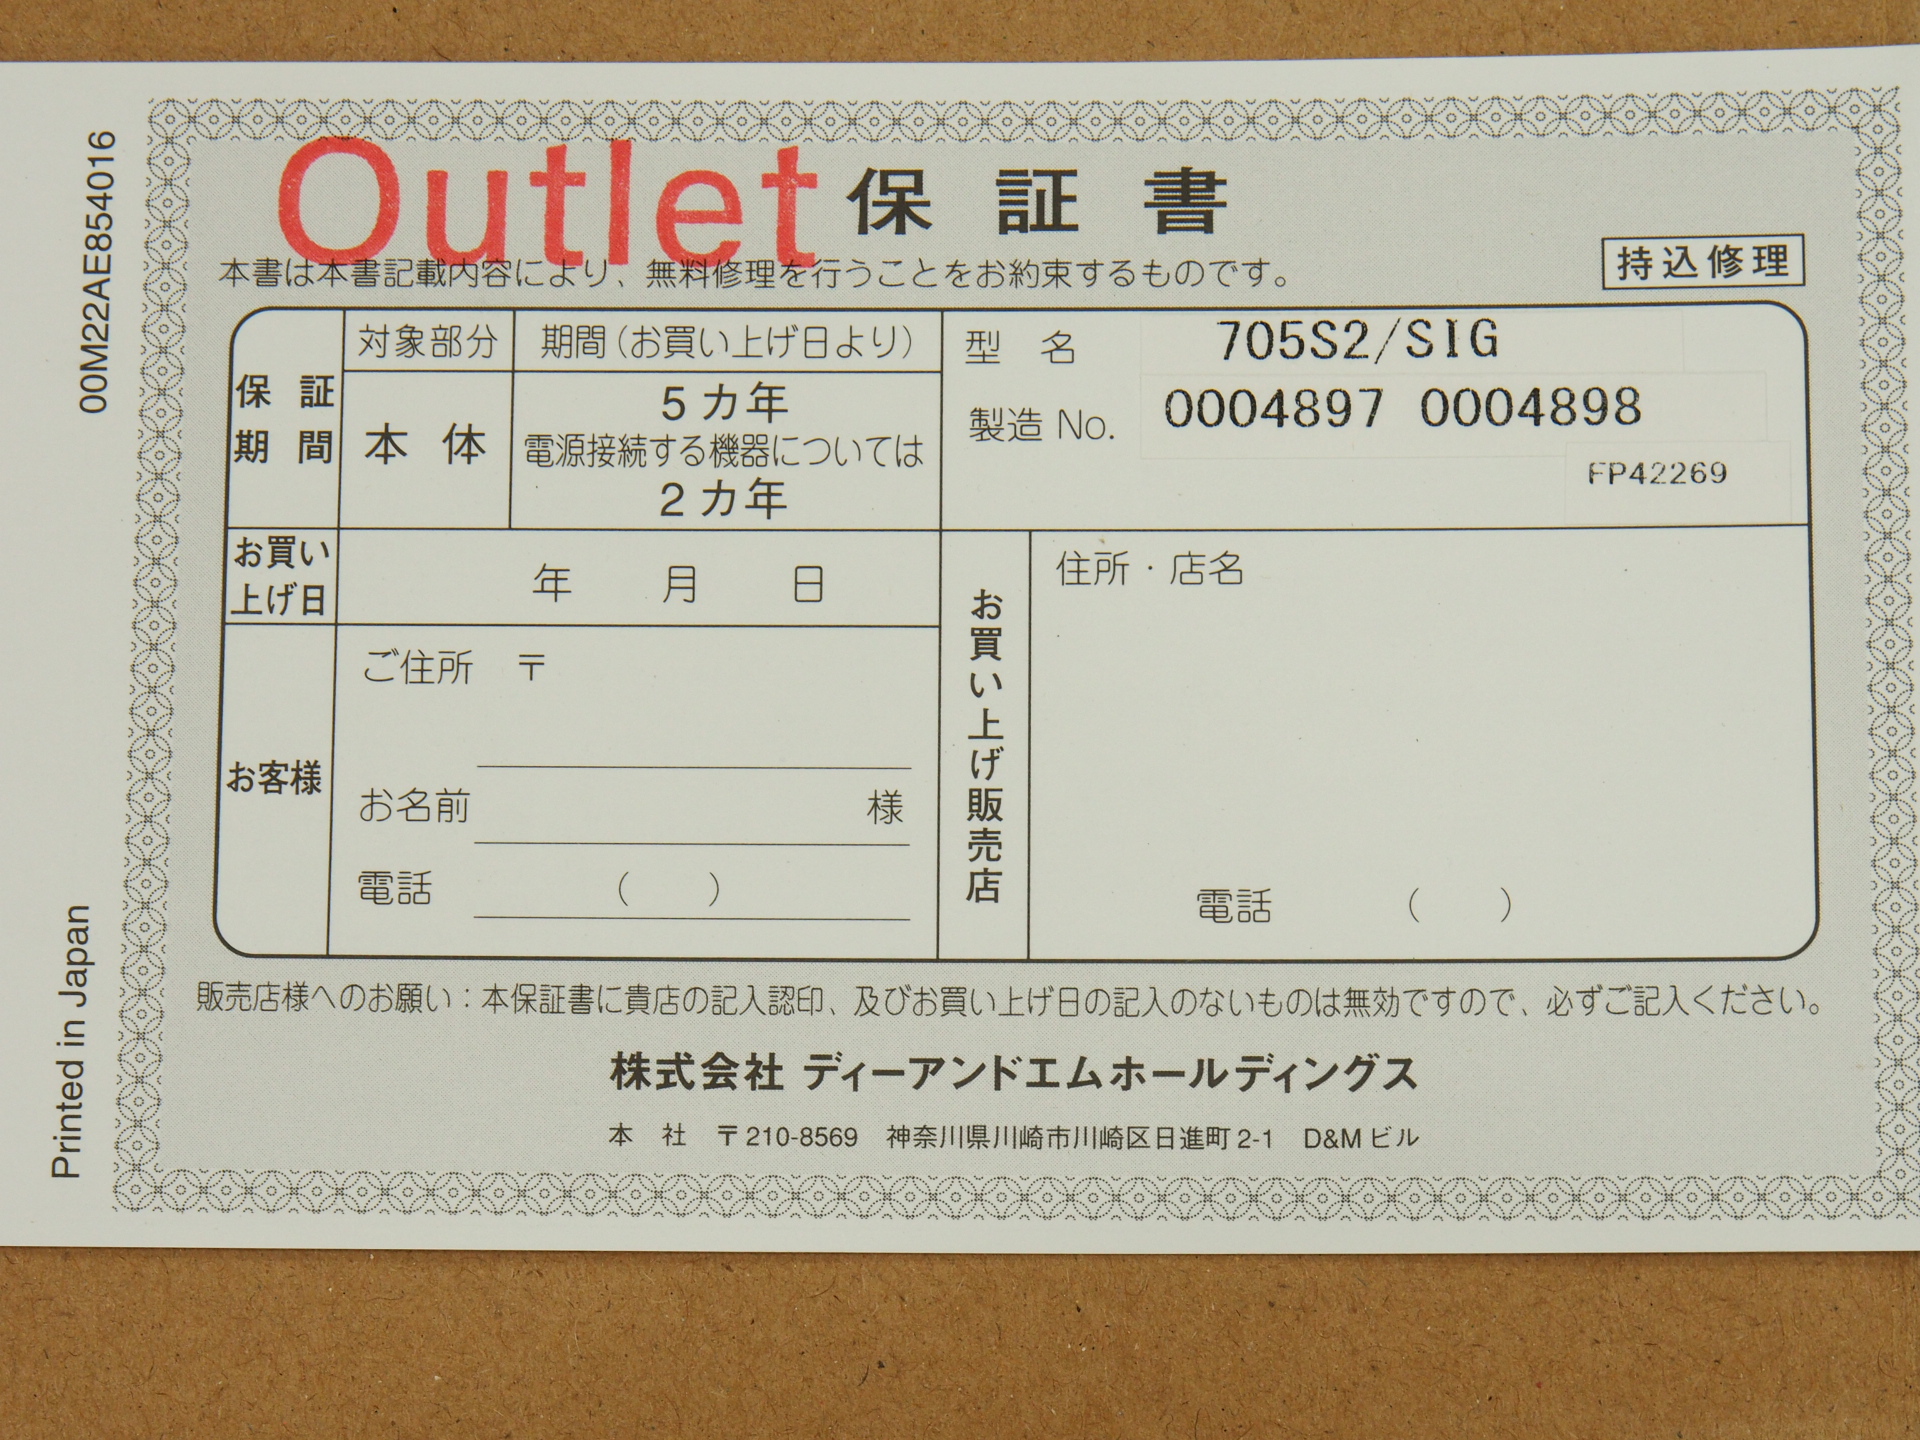 Outlet 保証書
本書は本書記載内容により、無料修理を行うことをお約束するものです。
持込修理
保証期間
対象部分
期間(お買い上げ日より)
本体
5カ年
電源接続する機器については
2カ年
型 名 705S2/SIG
製造 No. 0004897 0004898
FP42269
お買い上げ日
年 月 日
お客様
ご住所 〒
お名前 様
電話 ( )
お買い上げ販売店
住所・店名
電話 ( )
販売店様へのお願い:本保証書に貴店の記入認印、及びお買い上げ日の記入のないものは無効ですので、必ずご記入ください。
株式会社 ディーアンドエムホールディングス
本 社 〒210-8569 神奈川県川崎市川崎区日進町2-1 D&Mビル
00M22AE854016
Printed in Japan